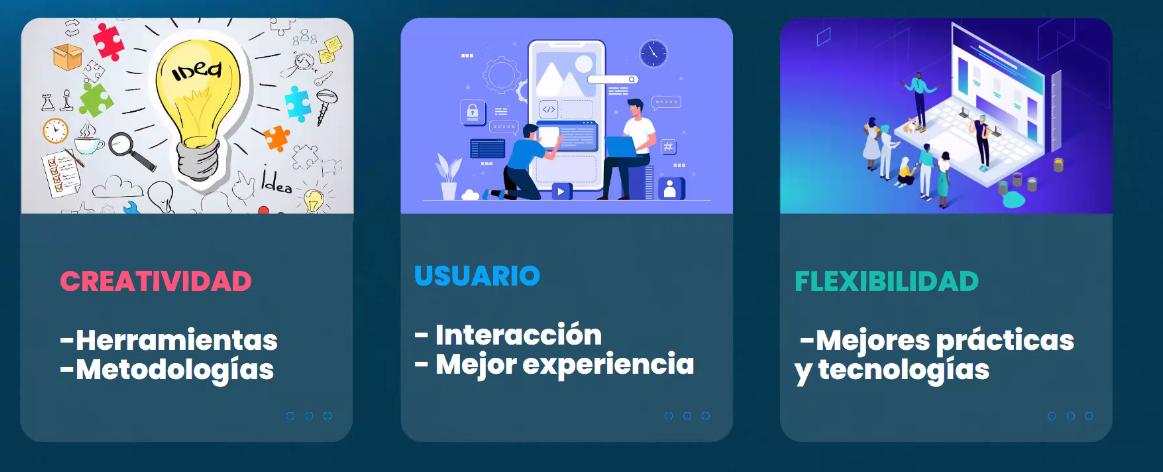 IDEA
Idea
CREATIVIDAD
-Herramientas
-Metodologías
</>
#
USUARIO
- Interacción
- Mejor experiencia
FLEXIBILIDAD
-Mejores prácticas
y tecnologías